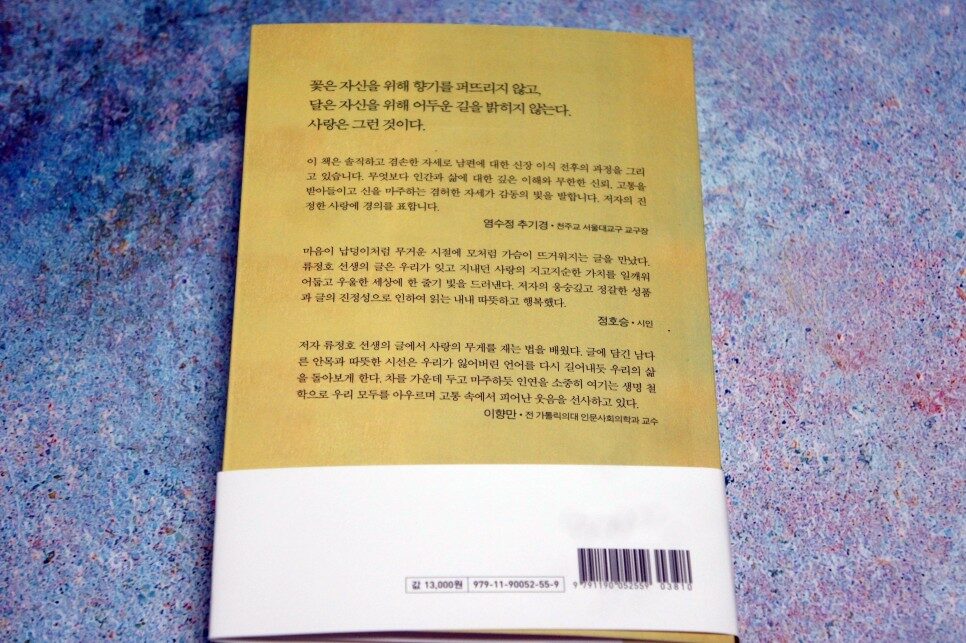 꽃은 자신을 위해 향기를 퍼뜨리지 않고,
달은 자신을 위해 어두운 길을 밝히지 않는다.
사랑은 그런 것이다.
이 책은 솔직하고 겸손한 자세로 남편에 대한 신장 이식 전후의 과정을 그리
고 있습니다. 무엇보다 인간과 삶에 대한 깊은 이해와 무한한 신뢰, 고통을
받아들이고 신을 마주하는 겸허한 자세가 감동의 빛을 발합니다. 저자의 진
정한 사랑에 경의를 표합니다.
염수정 추기경 • 천주교 서울대교구 교구장
마음이 납덩이처럼 무거운 시절에 모처럼 가슴이 뜨거워지는 글을 만났다.
류정호 선생의 글은 우리가 잊고 지내던 사랑의 지고지순한 가치를 일깨워
어둡고 우울한 세상에 한 줄기 빛을 드러낸다. 저자의 웅숭깊고 정갈한 성품
과 글의 진정성으로 인하여 읽는 내내 따뜻하고 행복했다.
정호승 • 시인
저자 류정호 선생의 글에서 사랑의 무게를 재는 법을 배웠다. 글에 담긴 남다
른 안목과 따뜻한 시선은 우리가 잃어버린 언어를 다시 길어내듯 우리의 삶
을 돌아보게 한다. 차를 가운데 두고 마주하듯 인연을 소중히 여기는 생명 철
학으로 우리 모두를 아우르며 고통 속에서 피어난 웃음을 선사하고 있다.
이향만 • 전 가톨릭의대 인문사회의학과 교수
값 13,000원 979-11-90052-55-9
9 791190 052559 03810